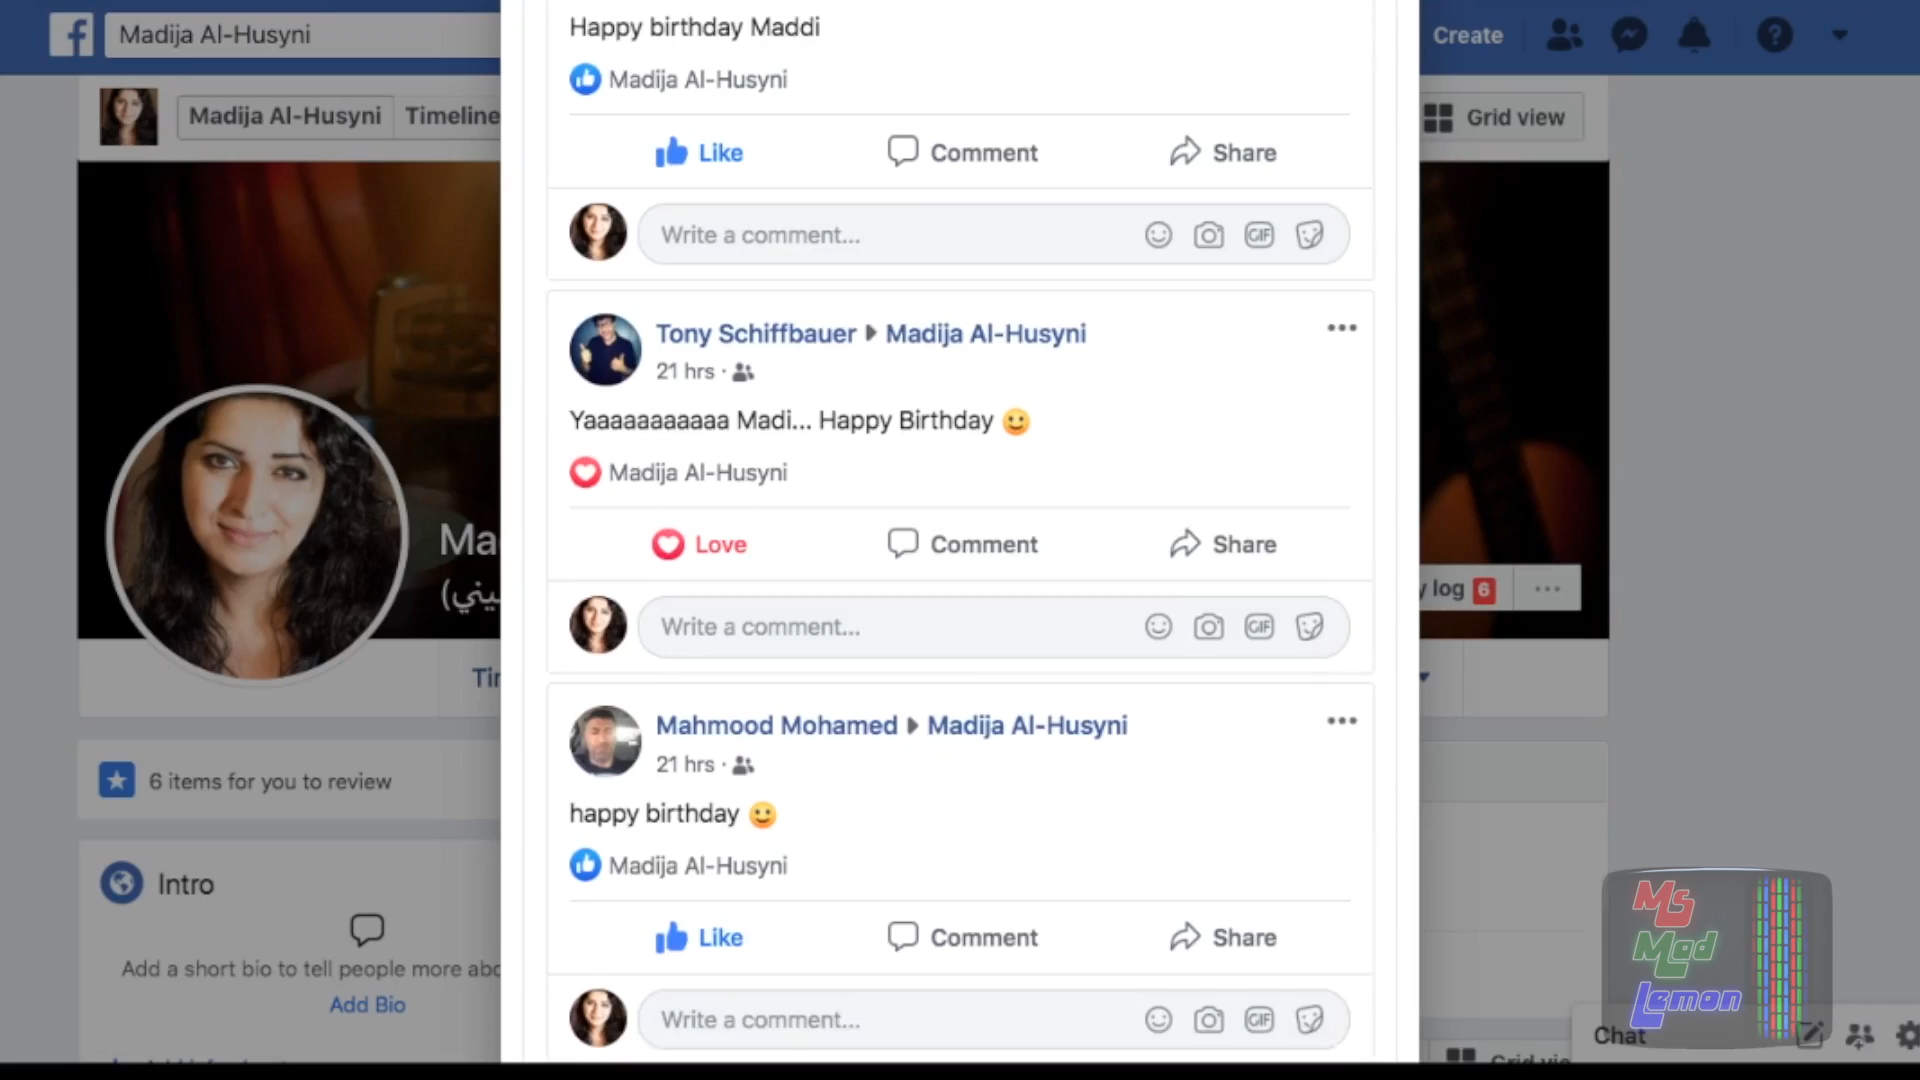 Madija Al-Husyni
Create
Madija Al-Husyni
Timeline
Grid view
Happy birthday Maddi
Madija Al-Husyni
Like
Comment
Share
Write a comment...
GIF
Tony Schiffbauer
Madija Al-Husyni
21 hrs ·
Yaaaaaaaaaaa Madi... Happy Birthday
Madija Al-Husyni
Love
Comment
Share
Write a comment...
GIF
Mahmood Mohamed
Madija Al-Husyni
21 hrs ·
happy birthday
Madija Al-Husyni
Like
Comment
Share
Write a comment...
GIF
Ma
log 6
6 items for you to review
Intro
Add a short bio to tell people more
Add Bio
Ms
Mad
Lemon
Chat